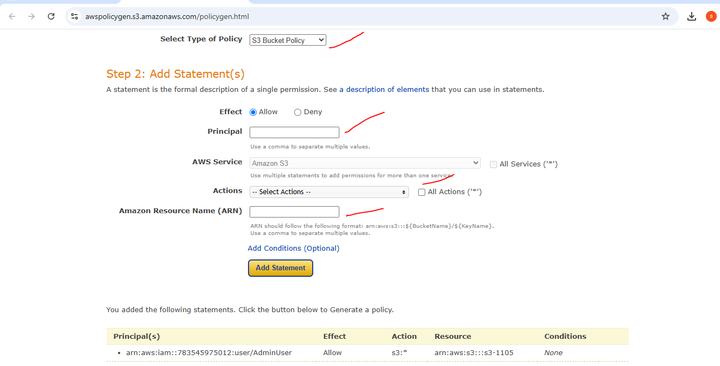 awspolicygen.s3.amazonaws.com/policygen.html
Select Type of Policy S3 Bucket Policy
Step 2: Add Statement(s)
A statement is the formal description of a single permission. See a description of elements that you can use in statements.
Effect Allow Deny
Principal
Use a comma to separate multiple values.
AWS Service Amazon S3 All Services ('*')
Use multiple statements to add permissions for more than one service.
Actions -- Select Actions -- All Actions ('*')
Amazon Resource Name (ARN)
ARN should follow the following format: arn:aws:s3:::${BucketName}/${KeyName}.
Use a comma to separate multiple values.
Add Conditions (Optional)
Add Statement
You added the following statements. Click the button below to Generate a policy.
Principal(s) Effect Action Resource Conditions
• arn:aws:iam::783545975012:user/AdminUser Allow s3:* arn:aws:s3:::s3-1105 None